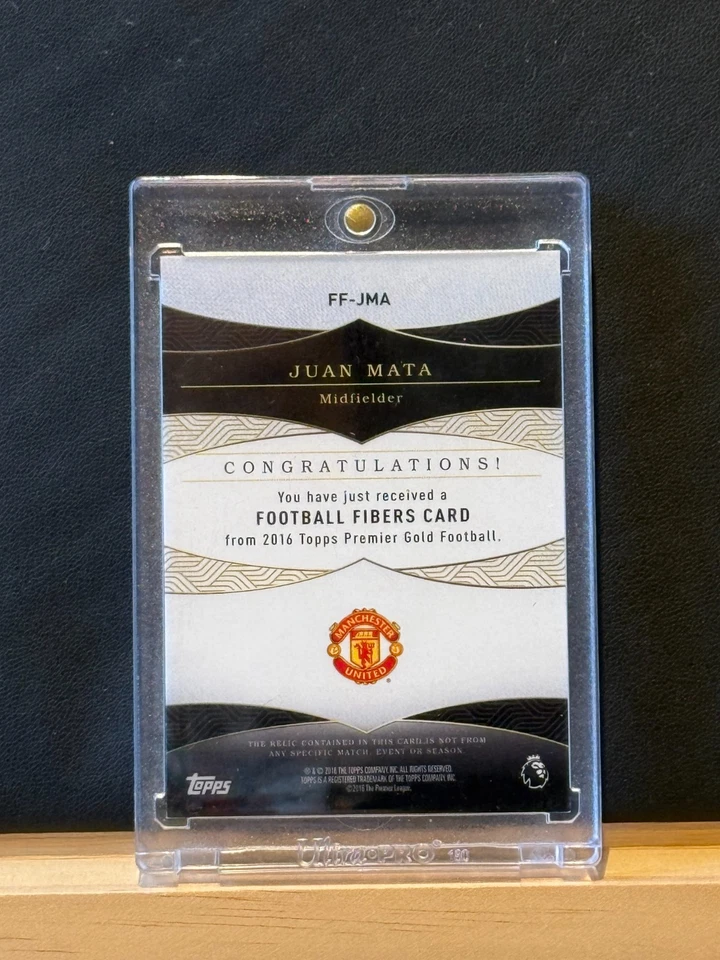 FF-JMA
JUAN MATA
Midfielder
CONGRATULATIONS!
You have just received a
FOOTBALL FIBERS CARD
from 2016 Topps Premier Gold Football.
MANCHESTER
UNITED
®
THE RELIC CONTAINED IN THIS CARD IS NOT FROM
ANY SPECIFIC MATCH, EVENT OR SEASON.
® & © 2016 THE TOPPS COMPANY, INC. ALL RIGHTS RESERVED.
TOPPS IS A REGISTERED TRADEMARK OF THE TOPPS COMPANY, INC.
©2016 The Premier League.
topps
Ultra•PRO®